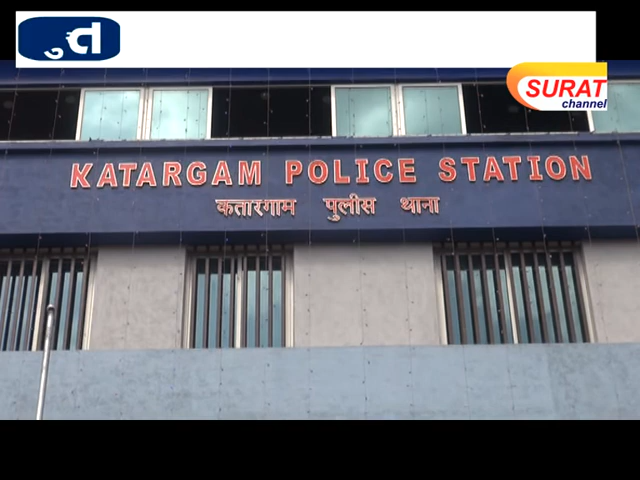 SURAT
channel
KATARGAM POLICE STATION
कतारगाम पुलीस थाना